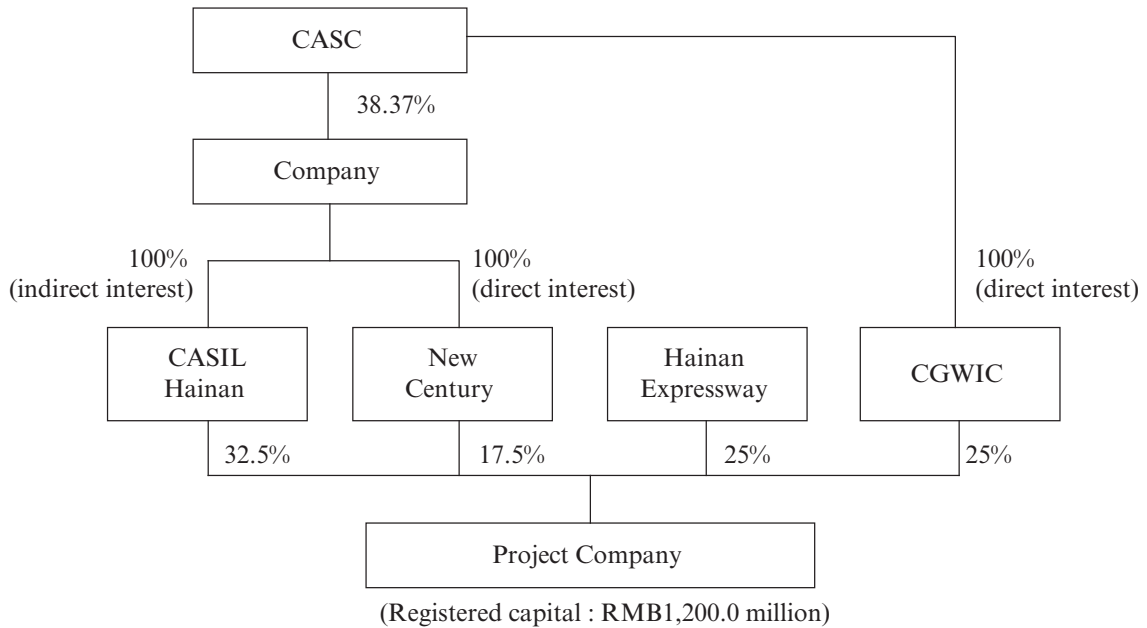 CASC
38.37%
Company
100%
(indirect interest)
100%
(direct interest)
100%
(direct interest)
CASIL
Hainan
New
Century
Hainan
Expressway
CGWIC
32.5%
17.5%
25%
25%
Project Company
(Registered capital : RMB1,200.0 million)